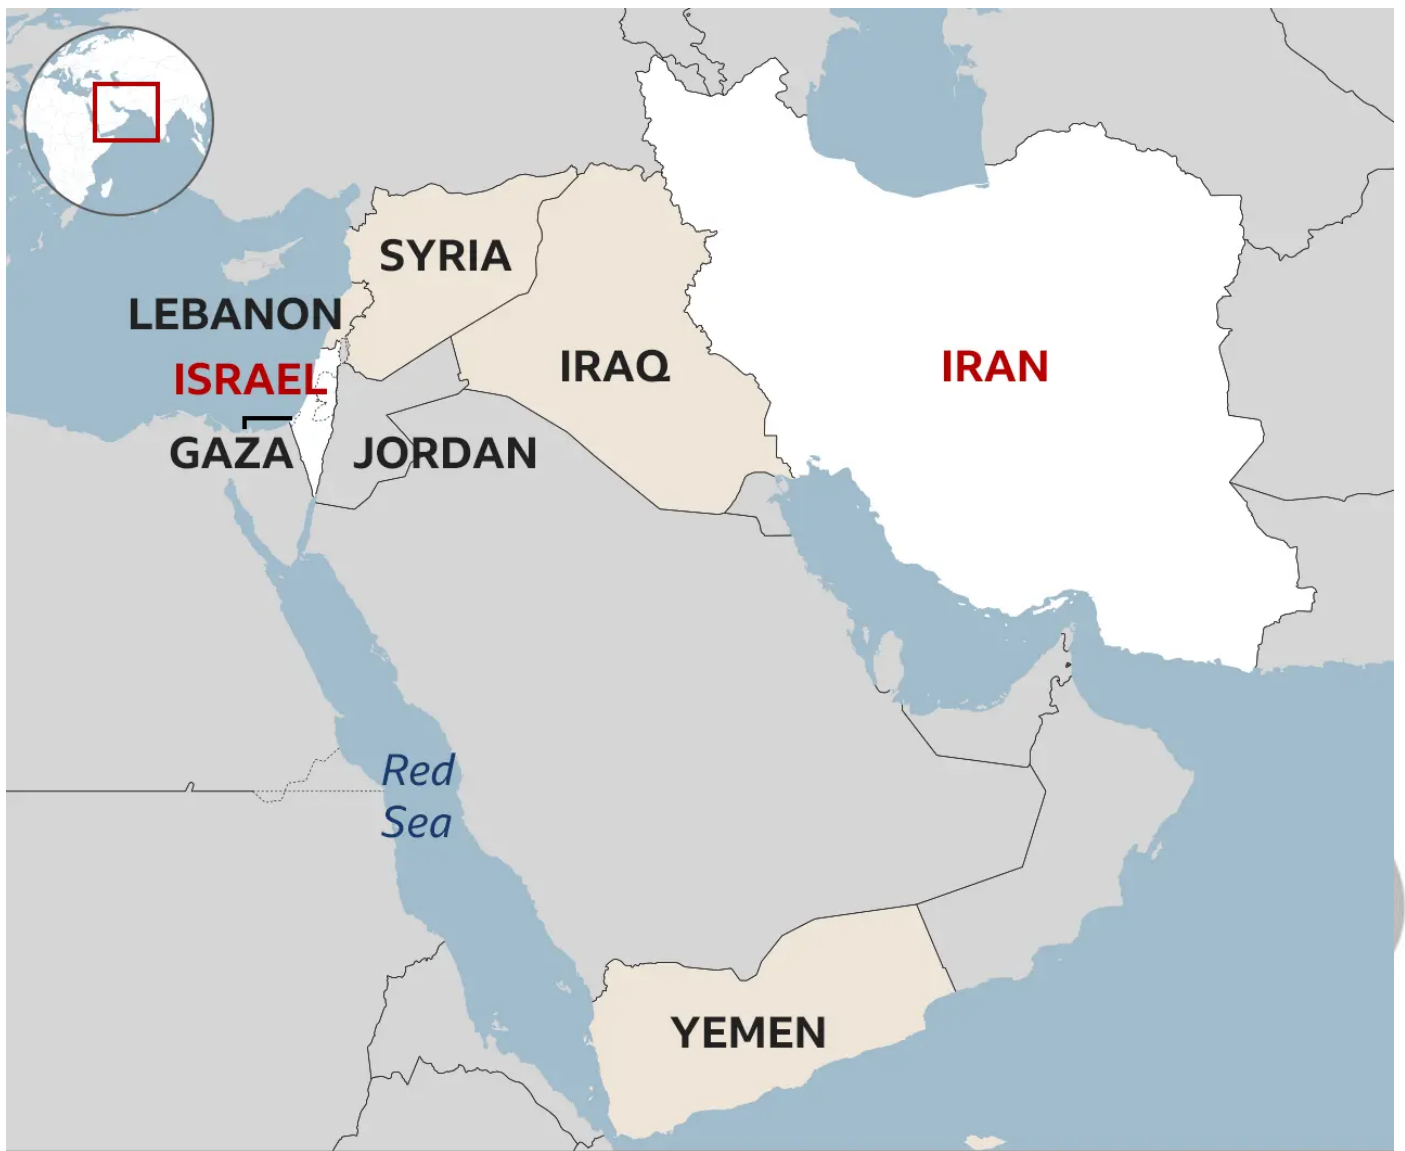 SYRIA
LEBANON
ISRAEL
IRAQ
IRAN
GAZA
JORDAN
Red
Sea
YEMEN